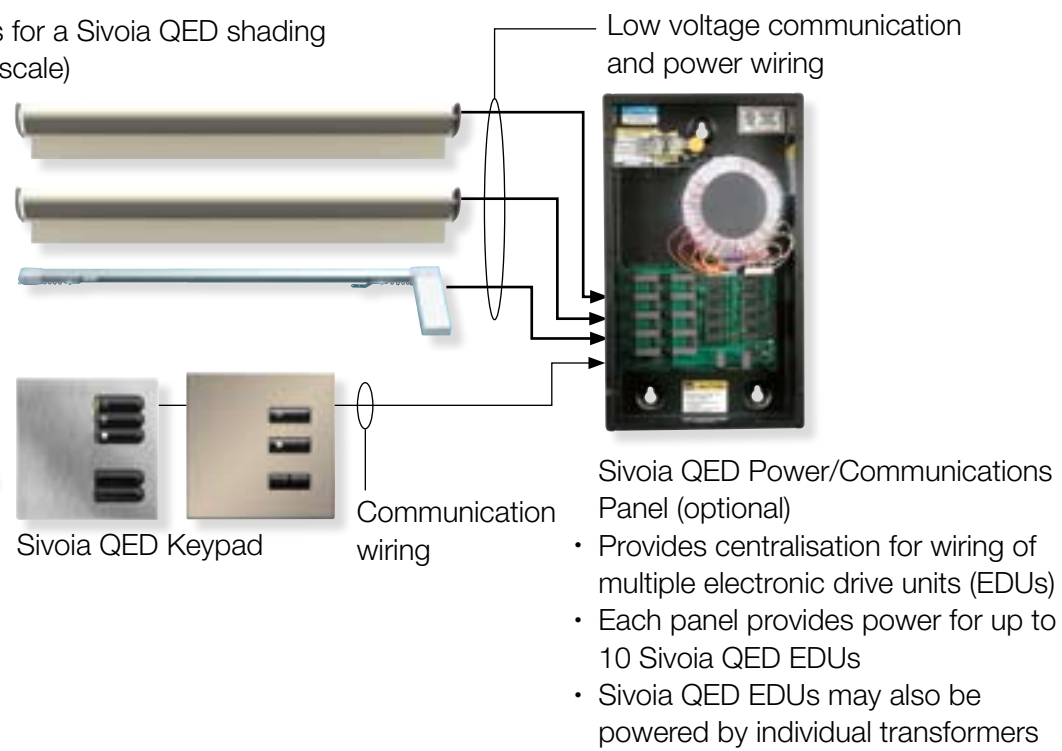 s for a Sivoia QED shading
scale)
Low voltage communication
and power wiring
Sivoia QED Keypad
Communication
wiring
Sivoia QED Power/Communications
Panel (optional)
· Provides centralisation for wiring of
multiple electronic drive units (EDUs)
· Each panel provides power for up to
10 Sivoia QED EDUs
· Sivoia QED EDUs may also be
powered by individual transformers